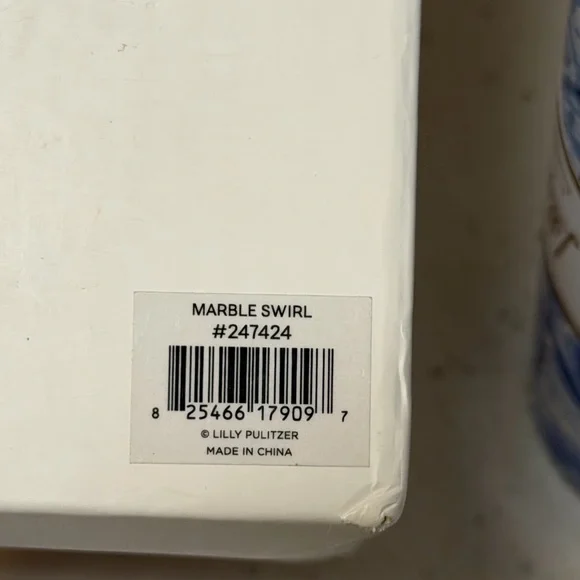 MARBLE SWIRL
#247424
8 25466 17909 7
© LILLY PULITZER
MADE IN CHINA